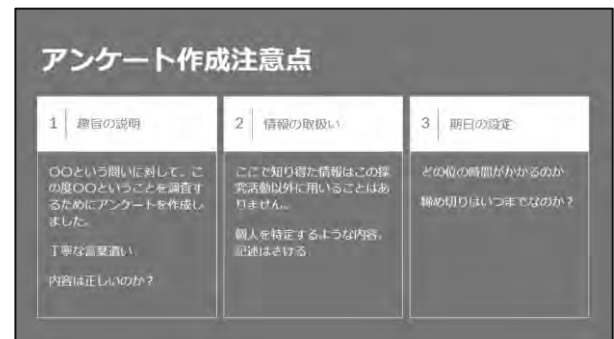 アンケート作成注意点
1 趣旨の説明
〇〇という問いに対して、こ
の度〇〇ということを調査す
るためにアンケートを作成し
ました。
丁寧な言葉遣い
内容は正しいのか?
2 情報の取扱い
ここで知り得た情報はこの探
究活動以外に用いることはあ
りません。
個人を特定するような内容、
記述はさける
3 期日の設定
どの位の時間がかかるのか
締め切りはいつまでなのか?